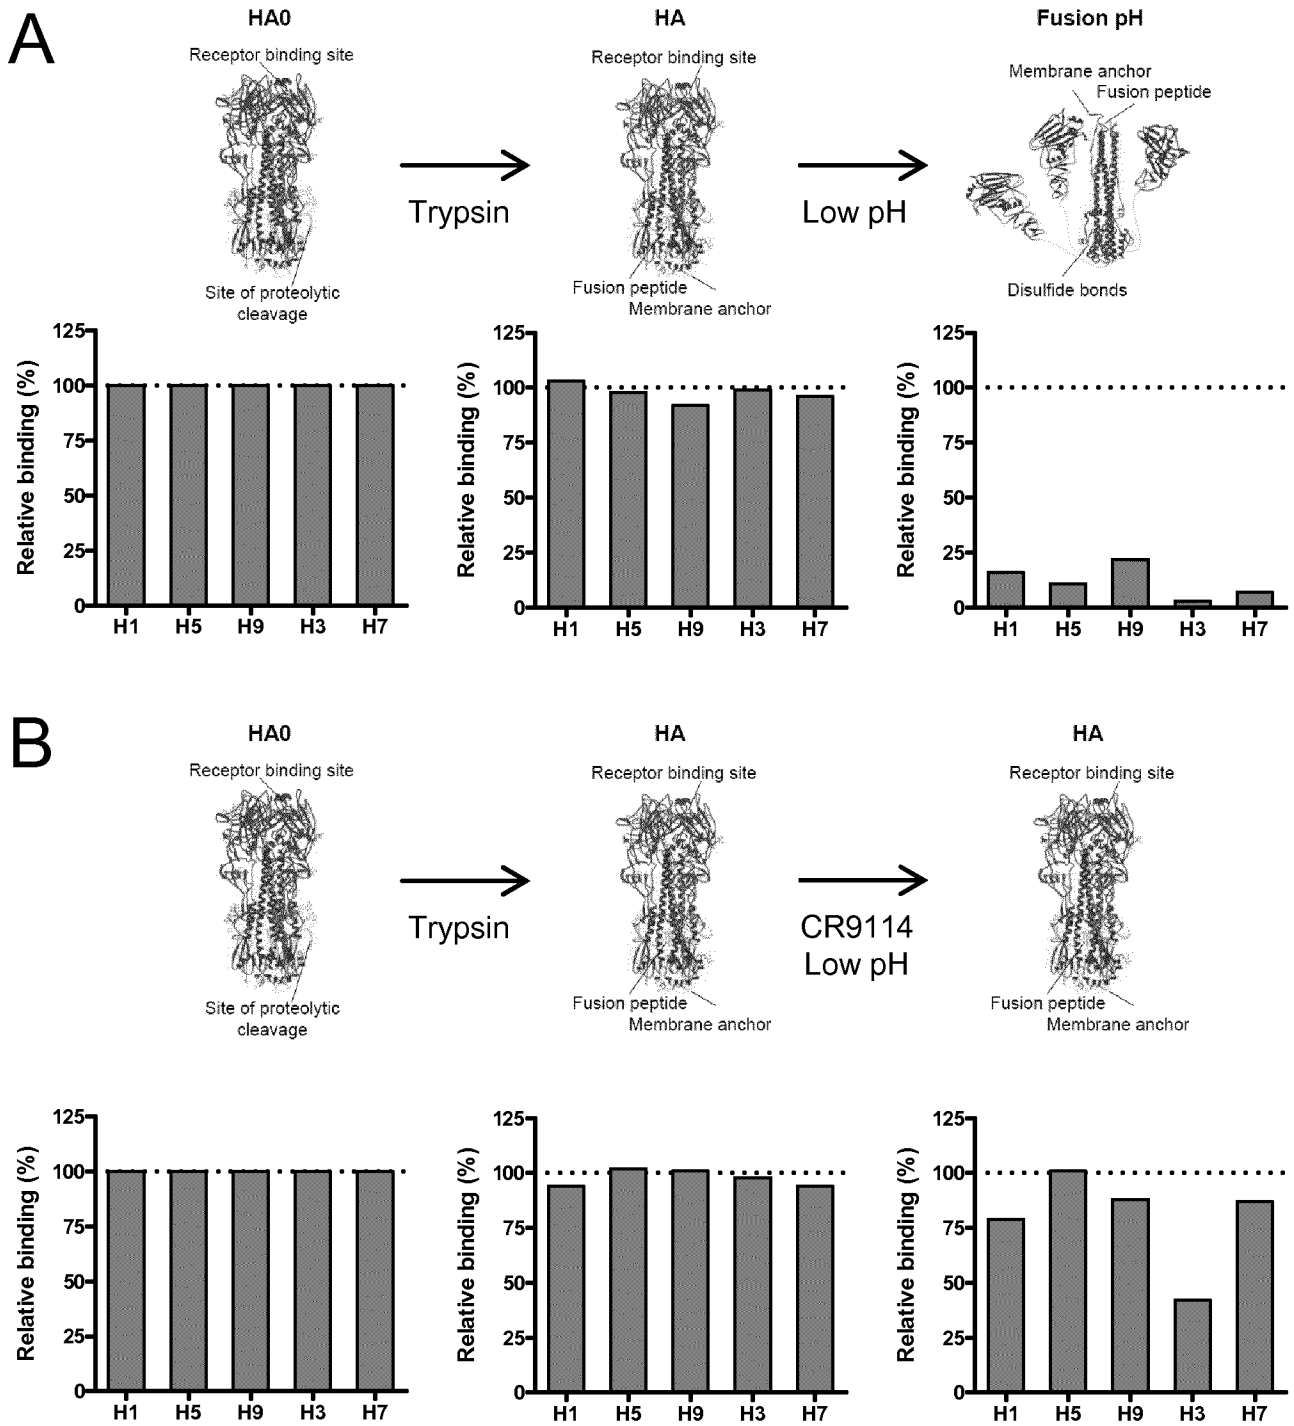 A
HA0
HA
Fusion pH
Receptor binding site
Receptor binding site
Membrane anchor
Fusion peptide
Trypsin
Low pH
Site of proteolytic
cleavage
Fusion peptide
Membrane anchor
Disulfide bonds
Relative binding (%)
125
100
75
50
25
0
H1 H5 H9 H3 H7
Relative binding (%)
125
100
75
50
25
0
H1 H5 H9 H3 H7
Relative binding (%)
125
100
75
50
25
0
H1 H5 H9 H3 H7
B
HA0
HA
HA
Receptor binding site
Receptor binding site
Receptor binding site
Trypsin
CR9114
Low pH
Site of proteolytic
cleavage
Fusion peptide
Membrane anchor
Fusion peptide
Membrane anchor
Relative binding (%)
125
100
75
50
25
0
H1 H5 H9 H3 H7
Relative binding (%)
125
100
75
50
25
0
H1 H5 H9 H3 H7
Relative binding (%)
125
100
75
50
25
0
H1 H5 H9 H3 H7